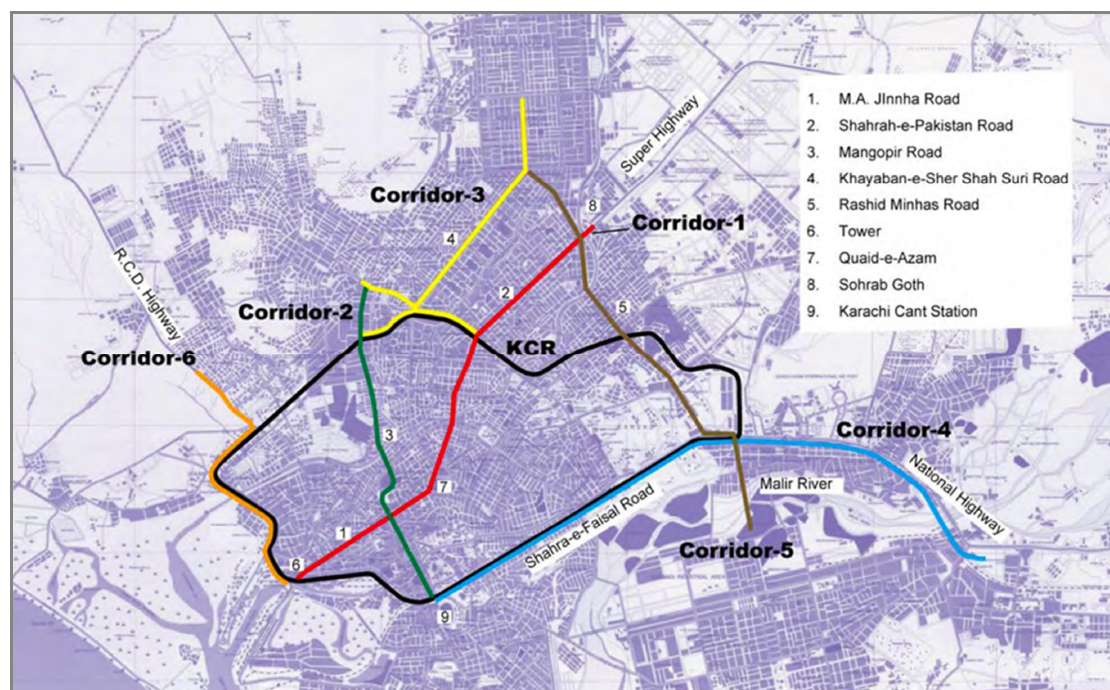 1. M.A. JInnha Road
2. Shahrah-e-Pakistan Road
3. Mangopir Road
4. Khayaban-e-Sher Shah Suri Road
5. Rashid Minhas Road
6. Tower
7. Quaid-e-Azam
8. Sohrab Goth
9. Karachi Cant Station
Super Highway
Corridor-3
8
Corridor-1
4
R.C.D. Highway
2
5
Corridor-2
KCR
Corridor-6
3
Corridor-4
National Highway
7
Malir River
Shahra-e-Faisal Road
1
Corridor-5
6
9